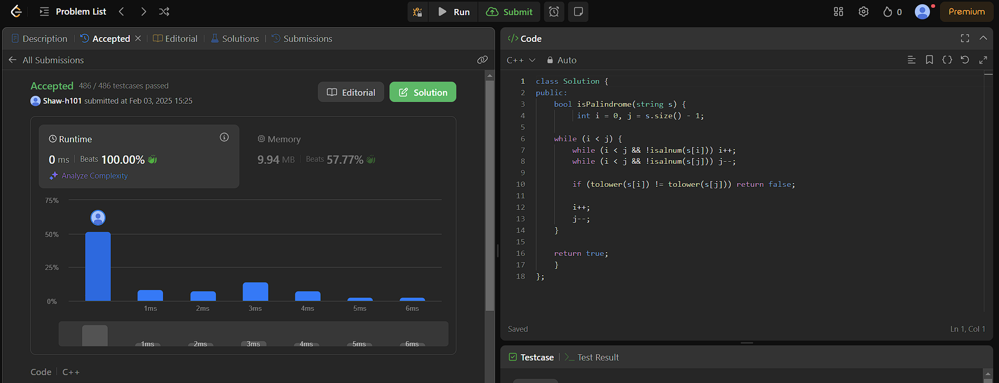 Problem List
Run
Submit
0
Premium
Description
Accepted
Editorial
Solutions
Submissions
All Submissions
Accepted 486 / 486 testcases passed
Shaw-h101 submitted at Feb 03, 2025 15:25
Editorial
Solution
Runtime
0 ms
Beats 100.00%
Analyze Complexity
Memory
9.94 MB
Beats 57.77%
75%
50%
25%
0%
1ms 2ms 3ms 4ms 5ms 6ms
1ms 2ms 3ms 4ms 5ms 6ms
Code
C++
</> Code
C++
Auto
1 class Solution {
2 public:
3 bool isPalindrome(string s) {
4 int i = 0, j = s.size() - 1;
5
6 while (i < j) {
7 while (i < j && !isalnum(s[i])) i++;
8 while (i < j && !isalnum(s[j])) j--;
9
10 if (tolower(s[i]) != tolower(s[j])) return false;
11
12 i++;
13 j--;
14 }
15
16 return true;
17 }
18 };
Saved
Ln 1, Col 1
Testcase
Test Result